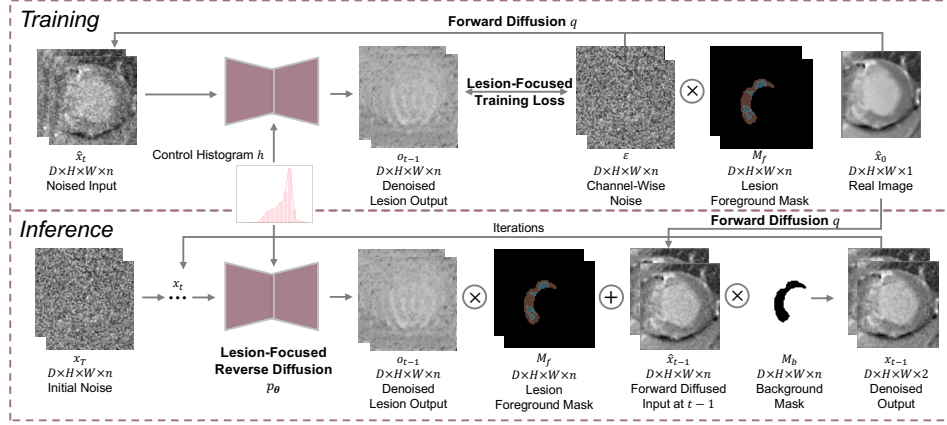 Training
Forward Diffusion q
Lesion-Focused
Training Loss
Control Histogram h
x̂_t
D×H×W×n
Noised Input
o_{t−1}
D×H×W×n
Denoised
Lesion Output
ε
D×H×W×n
Channel-Wise
Noise
M_f
D×H×W×n
Lesion
Foreground Mask
x̂_0
D×H×W×1
Real Image
Inference
Forward Diffusion q
Iterations
x_t
x_T
D×H×W×n
Initial Noise
Lesion-Focused
Reverse Diffusion
p_θ
o_{t−1}
D×H×W×n
Denoised
Lesion Output
M_f
D×H×W×n
Lesion
Foreground Mask
x̂_{t−1}
D×H×W×n
Forward Diffused
Input at t − 1
M_b
D×H×W×n
Background
Mask
x_{t−1}
D×H×W×2
Denoised
Output